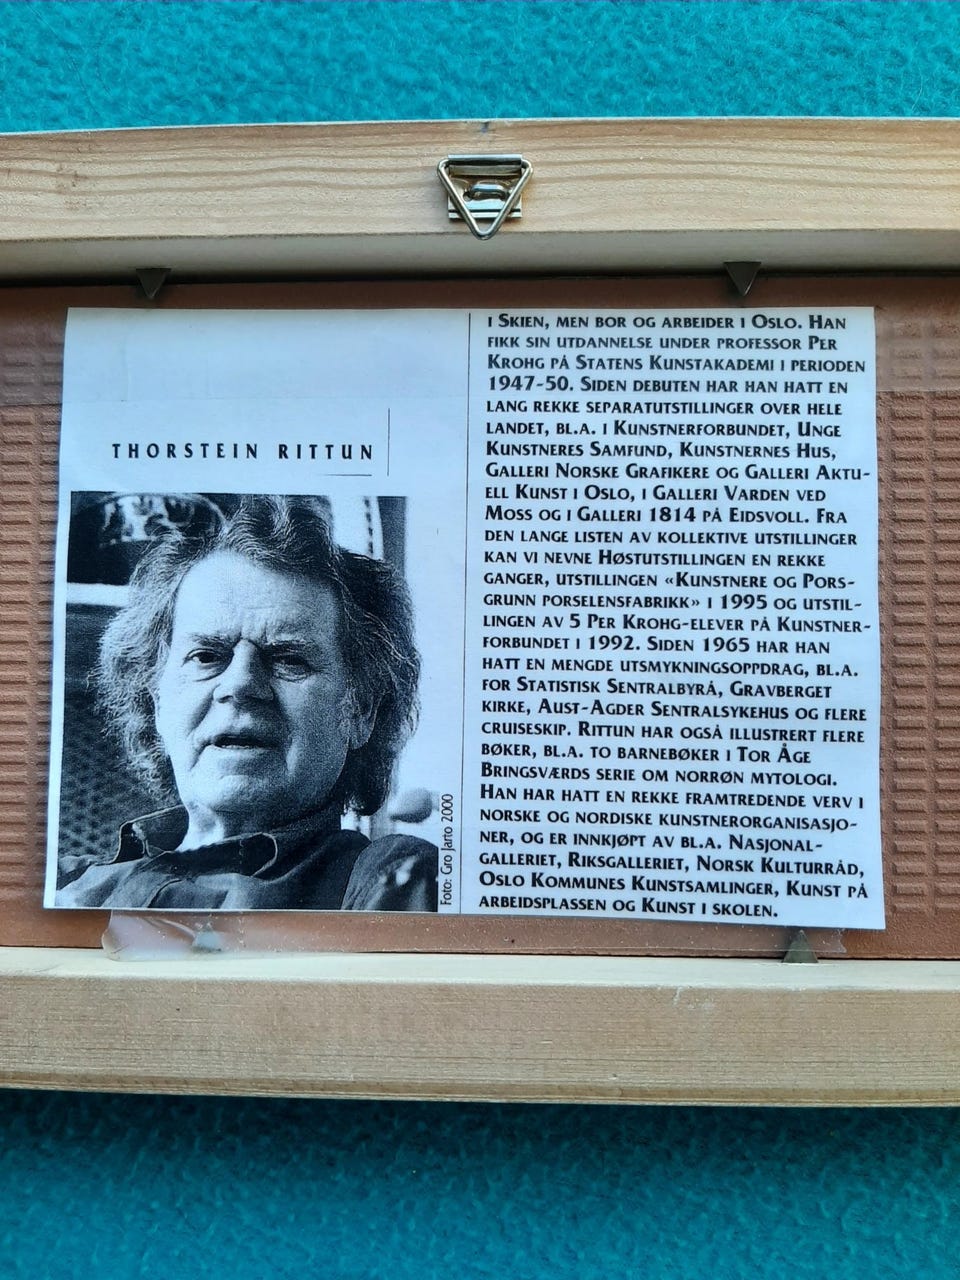 THORSTEIN RITTUN
Foto: Gro Jarto 2000
I SKIEN, MEN BOR OG ARBEIDER I OSLO. HAN
FIKK SIN UTDANNELSE UNDER PROFESSOR PER
KROHG PÅ STATENS KUNSTAKADEMI I PERIODEN
1947-50. SIDEN DEBUTEN HAR HAN HATT EN
LANG REKKE SEPARATUTSTILLINGER OVER HELE
LANDET, BL.A. I KUNSTNERFORBUNDET, UNGE
KUNSTNERES SAMFUND, KUNSTNERNES HUS,
GALLERI NORSKE GRAFIKERE OG GALLERI AKTU-
ELL KUNST I OSLO, I GALLERI VARDEN VED
MOSS OG I GALLERI 1814 PÅ EIDSVOLL. FRA
DEN LANGE LISTEN AV KOLLEKTIVE UTSTILLINGER
KAN VI NEVNE HØSTUTSTILLINGEN EN REKKE
GANGER, UTSTILLINGEN «KUNSTNERE OG PORS-
GRUNN PORSELENSFABRIKK» I 1995 OG UTSTIL-
LINGEN AV 5 PER KROHG-ELEVER PÅ KUNSTNER-
FORBUNDET I 1992. SIDEN 1965 HAR HAN
HATT EN MENGDE UTSMYKNINGSOPPDRAG, BL.A.
FOR STATISTISK SENTRALBYRÅ, GRAVBERGET
KIRKE, AUST-AGDER SENTRALSYKEHUS OG FLERE
CRUISESKIP. RITTUN HAR OGSÅ ILLUSTRERT FLERE
BØKER, BL.A. TO BARNEBØKER I TOR ÅGE
BRINGSVÆRDS SERIE OM NORRØN MYTOLOGI.
HAN HAR HATT EN REKKE FRAMTREDENDE VERV I
NORSKE OG NORDISKE KUNSTNERORGANISASJO-
NER, OG ER INNKJØPT AV BL.A. NASJONAL-
GALLERIET, RIKSGALLERIET, NORSK KULTURRÅD,
OSLO KOMMUNES KUNSTSAMLINGER, KUNST PÅ
ARBEIDSPLASSEN OG KUNST I SKOLEN.